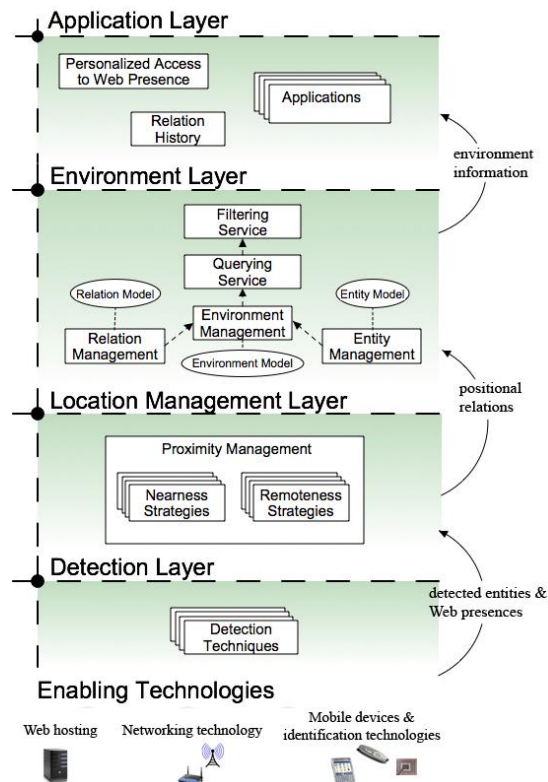 Application Layer
Personalized Access
to Web Presence
Applications
Relation
History
environment
information
Environment Layer
Filtering
Service
Querying
Service
Relation Model
Entity Model
Environment
Management
Relation
Management
Entity
Management
Environment Model
positional
relations
Location Management Layer
Proximity Management
Nearness
Strategies
Remoteness
Strategies
Detection Layer
detected entities &
Web presences
Detection
Techniques
Enabling Technologies
Web hosting
Networking technology
Mobile devices &
identification technologies